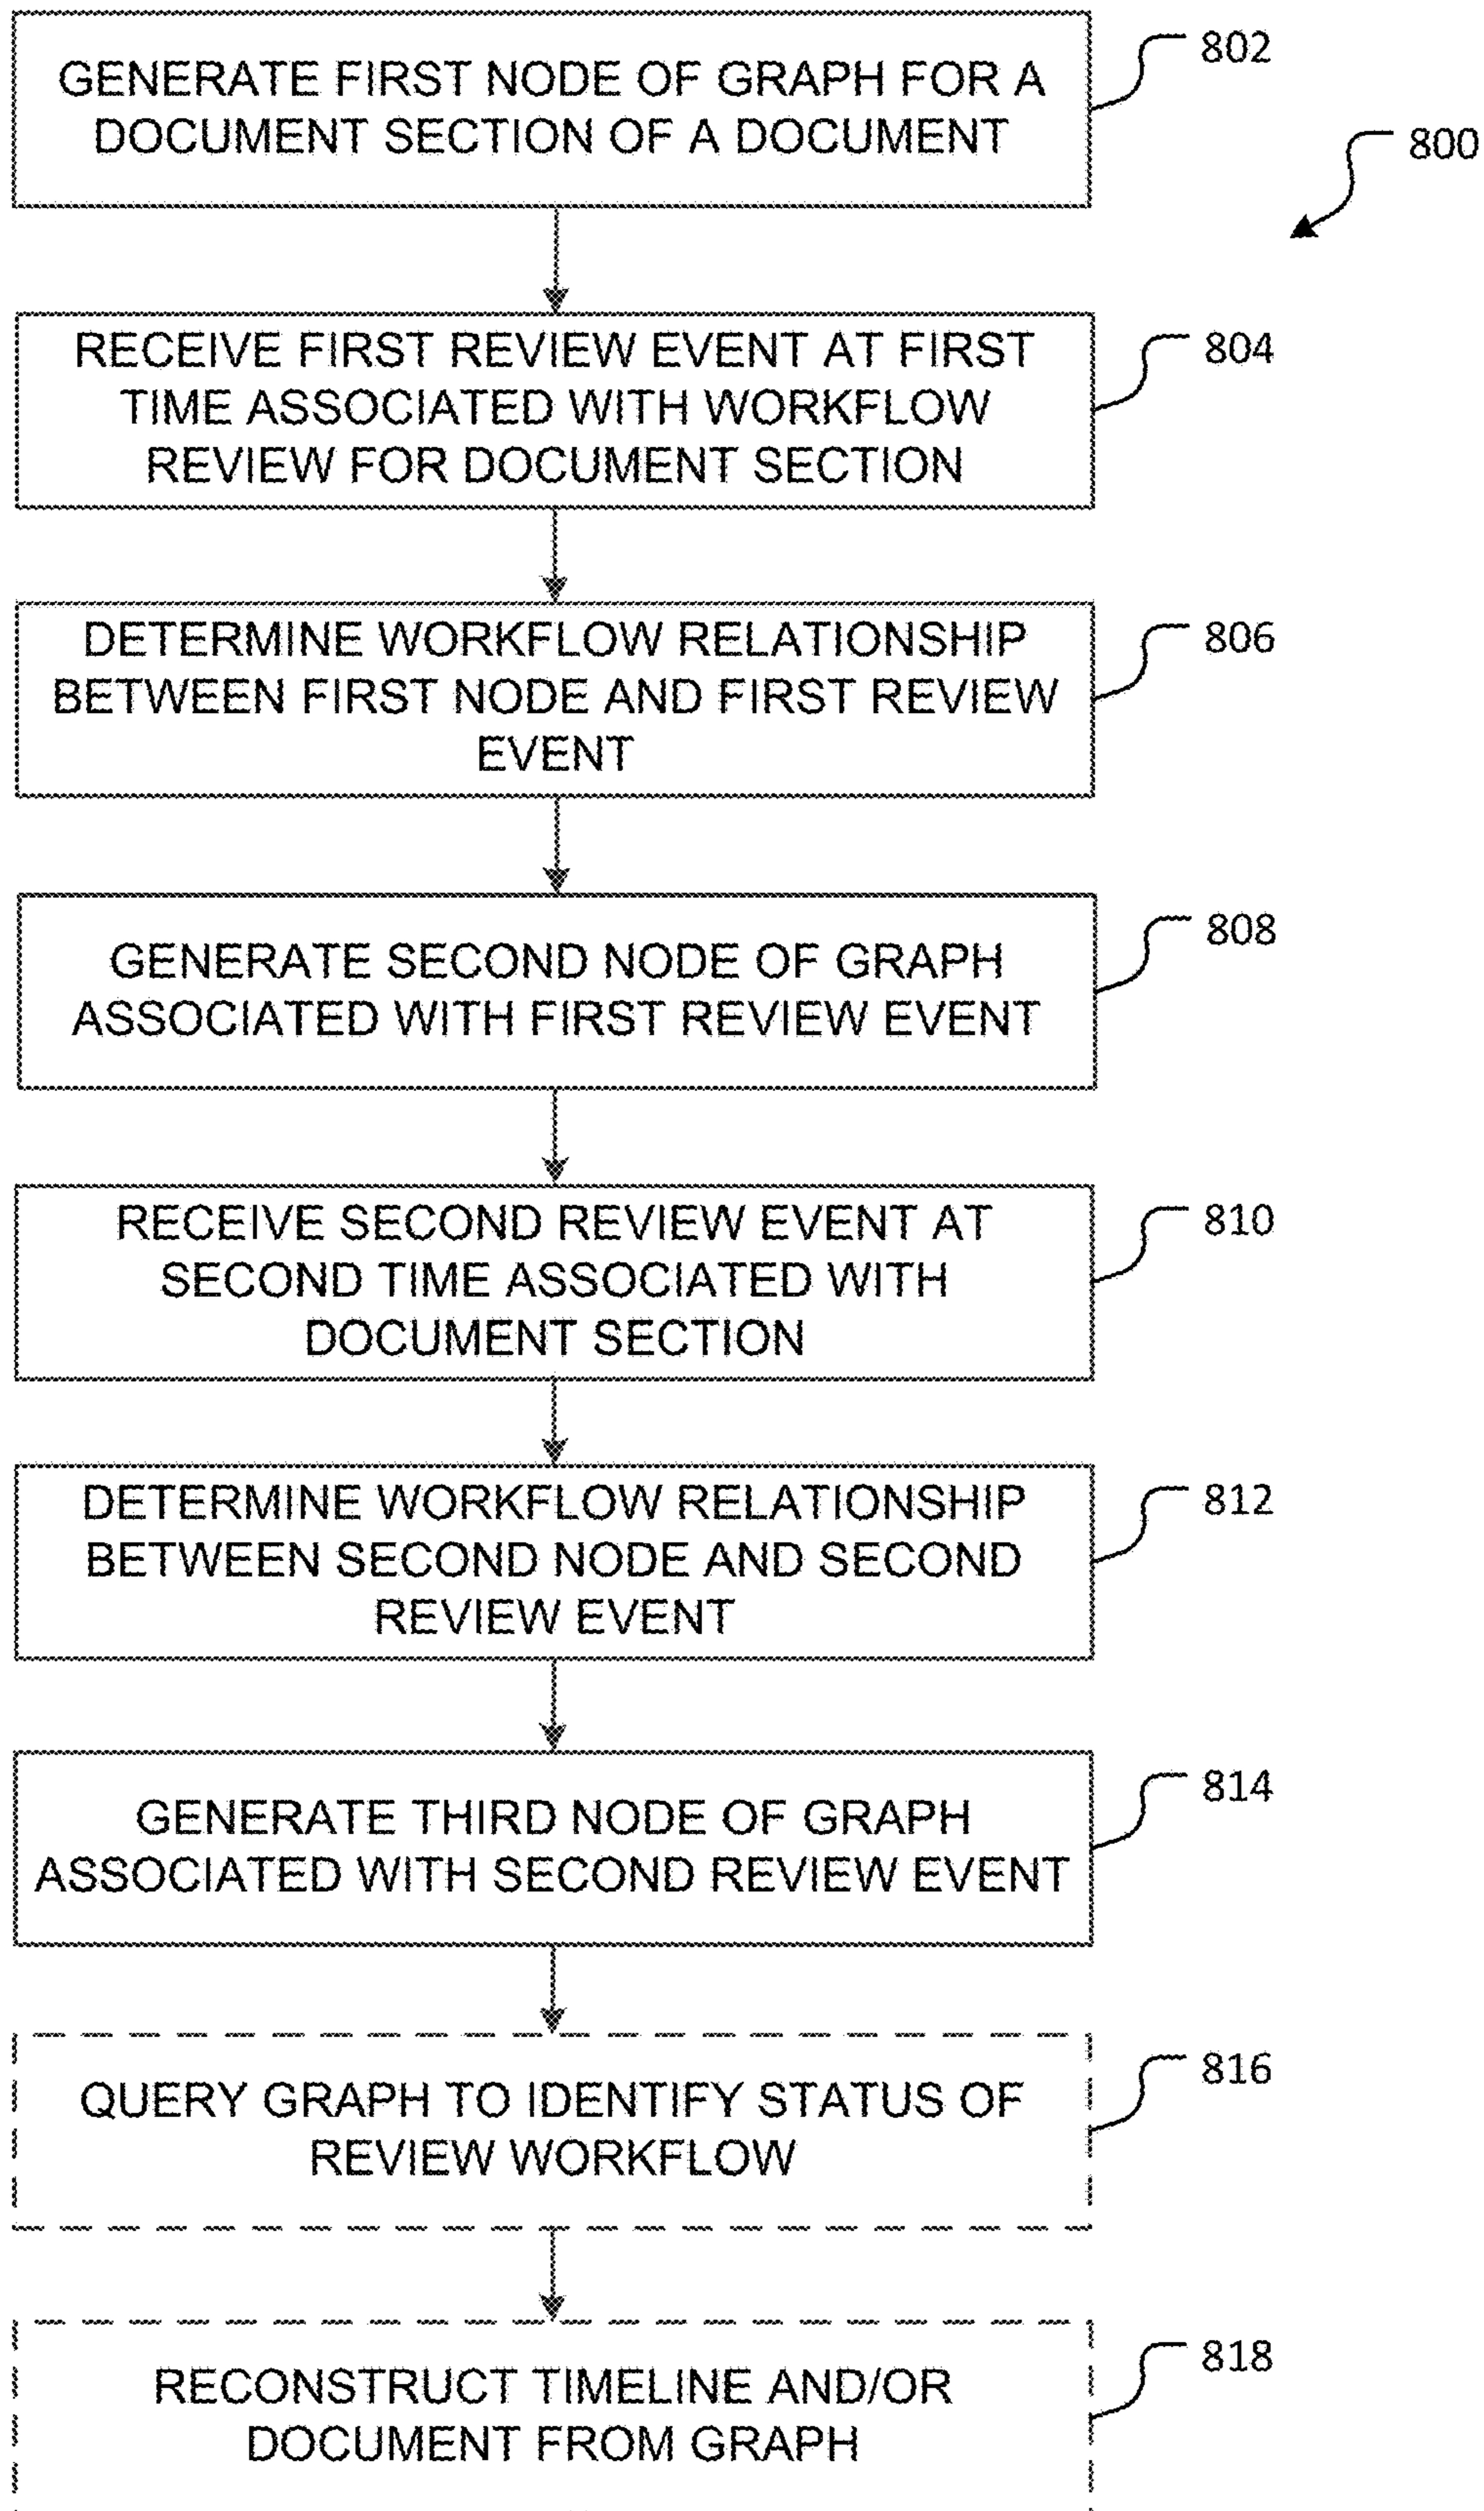 GENERATE FIRST NODE OF GRAPH FOR A
DOCUMENT SECTION OF A DOCUMENT
802
800
RECEIVE FIRST REVIEW EVENT AT FIRST
TIME ASSOCIATED WITH WORKFLOW
REVIEW FOR DOCUMENT SECTION
804
DETERMINE WORKFLOW RELATIONSHIP
BETWEEN FIRST NODE AND FIRST REVIEW
EVENT
806
GENERATE SECOND NODE OF GRAPH
ASSOCIATED WITH FIRST REVIEW EVENT
808
RECEIVE SECOND REVIEW EVENT AT
SECOND TIME ASSOCIATED WITH
DOCUMENT SECTION
810
DETERMINE WORKFLOW RELATIONSHIP
BETWEEN SECOND NODE AND SECOND
REVIEW EVENT
812
GENERATE THIRD NODE OF GRAPH
ASSOCIATED WITH SECOND REVIEW EVENT
814
QUERY GRAPH TO IDENTIFY STATUS OF
REVIEW WORKFLOW
816
RECONSTRUCT TIMELINE AND/OR
DOCUMENT FROM GRAPH
818